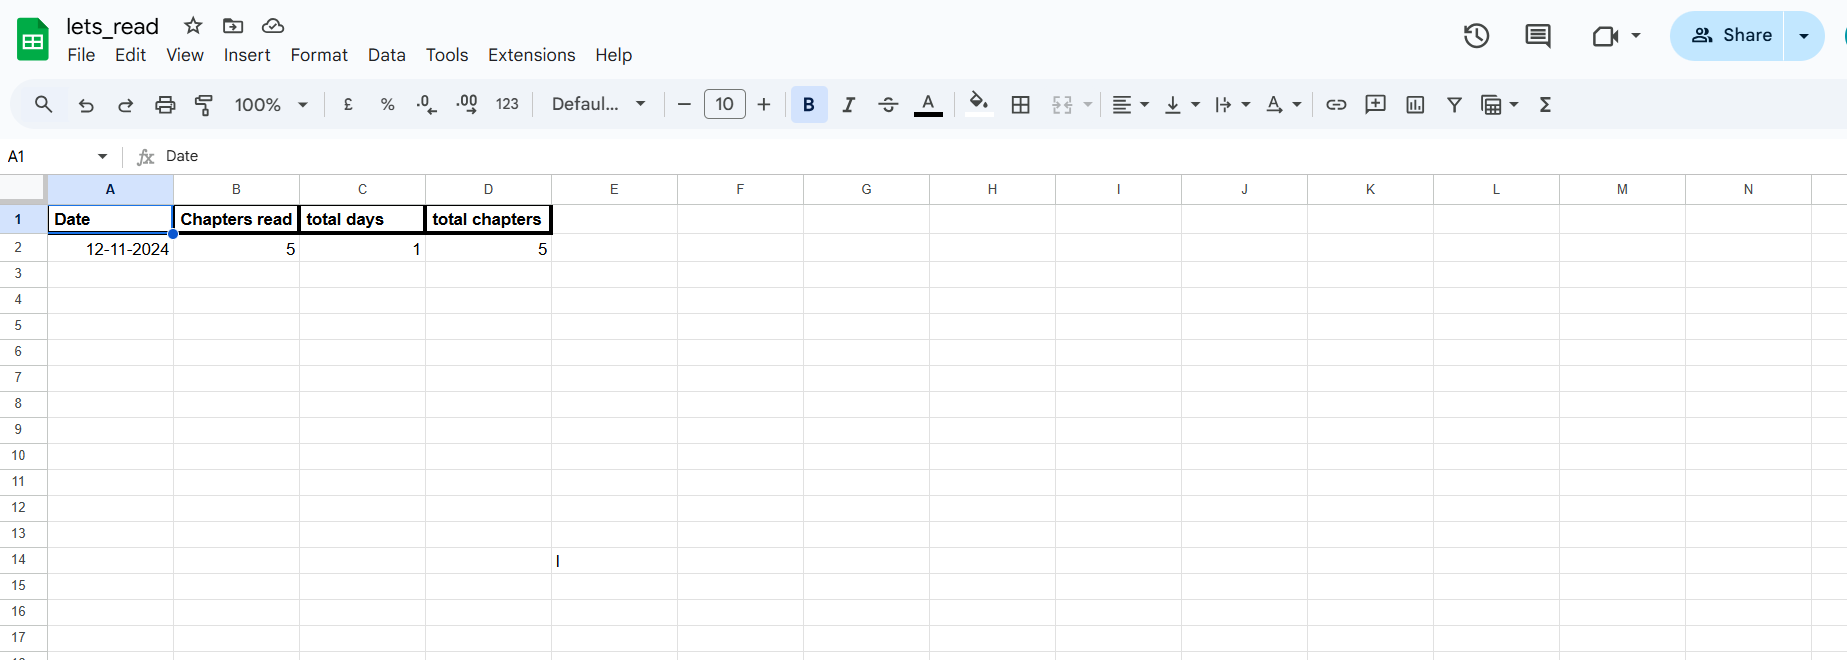 lets_read
File Edit View Insert Format Data Tools Extensions Help
Share
100% £ % .0 .00 123 Defaul... 10 B I A A Σ
A1 fx Date
A B C D E F G H I J K L M N
1 Date Chapters read total days total chapters
2 12-11-2024 5 1 5
3
4
5
6
7
8
9
10
11
12
13
14 I
15
16
17